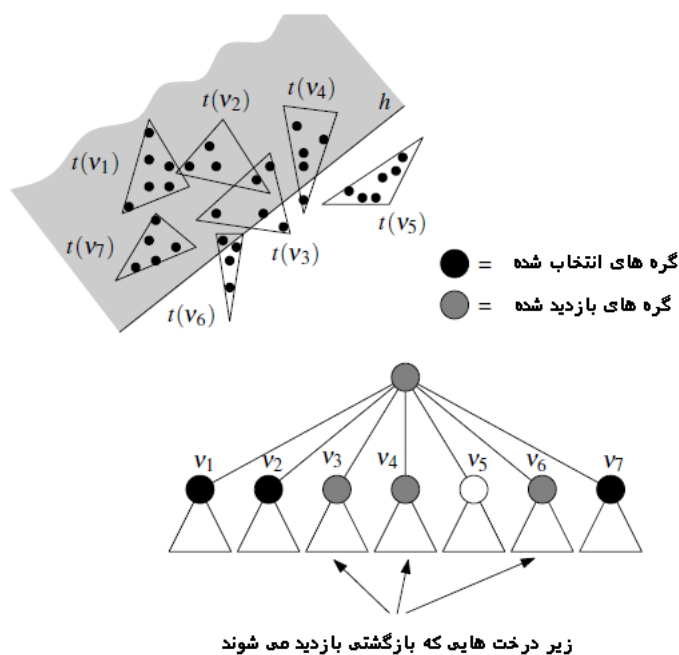 t(ν₄)
t(ν₂)
h
t(ν₁)
t(ν₅)
t(ν₇)
t(ν₃)
t(ν₆)
= گره های انتخاب شده
= گره های بازدید شده
ν₁ ν₂ ν₃ ν₄ ν₅ ν₆ ν₇
زیر درخت هایی که بازگشتی بازدید می شوند